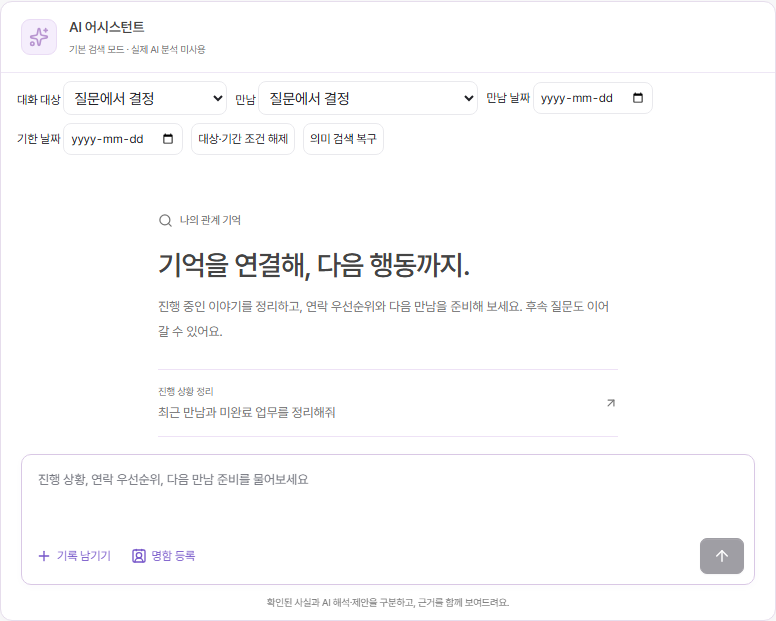 AI 어시스턴트
기본 검색 모드 · 실제 AI 분석 미사용
대화 대상 질문에서 결정 만남 질문에서 결정 만남 날짜 yyyy-mm-dd
기한 날짜 yyyy-mm-dd 대상·기간 조건 해제 의미 검색 복구
나의 관계 기억
기억을 연결해, 다음 행동까지.
진행 중인 이야기를 정리하고, 연락 우선순위와 다음 만남을 준비해 보세요. 후속 질문도 이어
갈 수 있어요.
진행 상황 정리
최근 만남과 미완료 업무를 정리해줘
진행 상황, 연락 우선순위, 다음 만남 준비를 물어보세요
기록 남기기 명함 등록
확인된 사실과 AI 해석·제안을 구분하고, 근거를 함께 보여드려요.